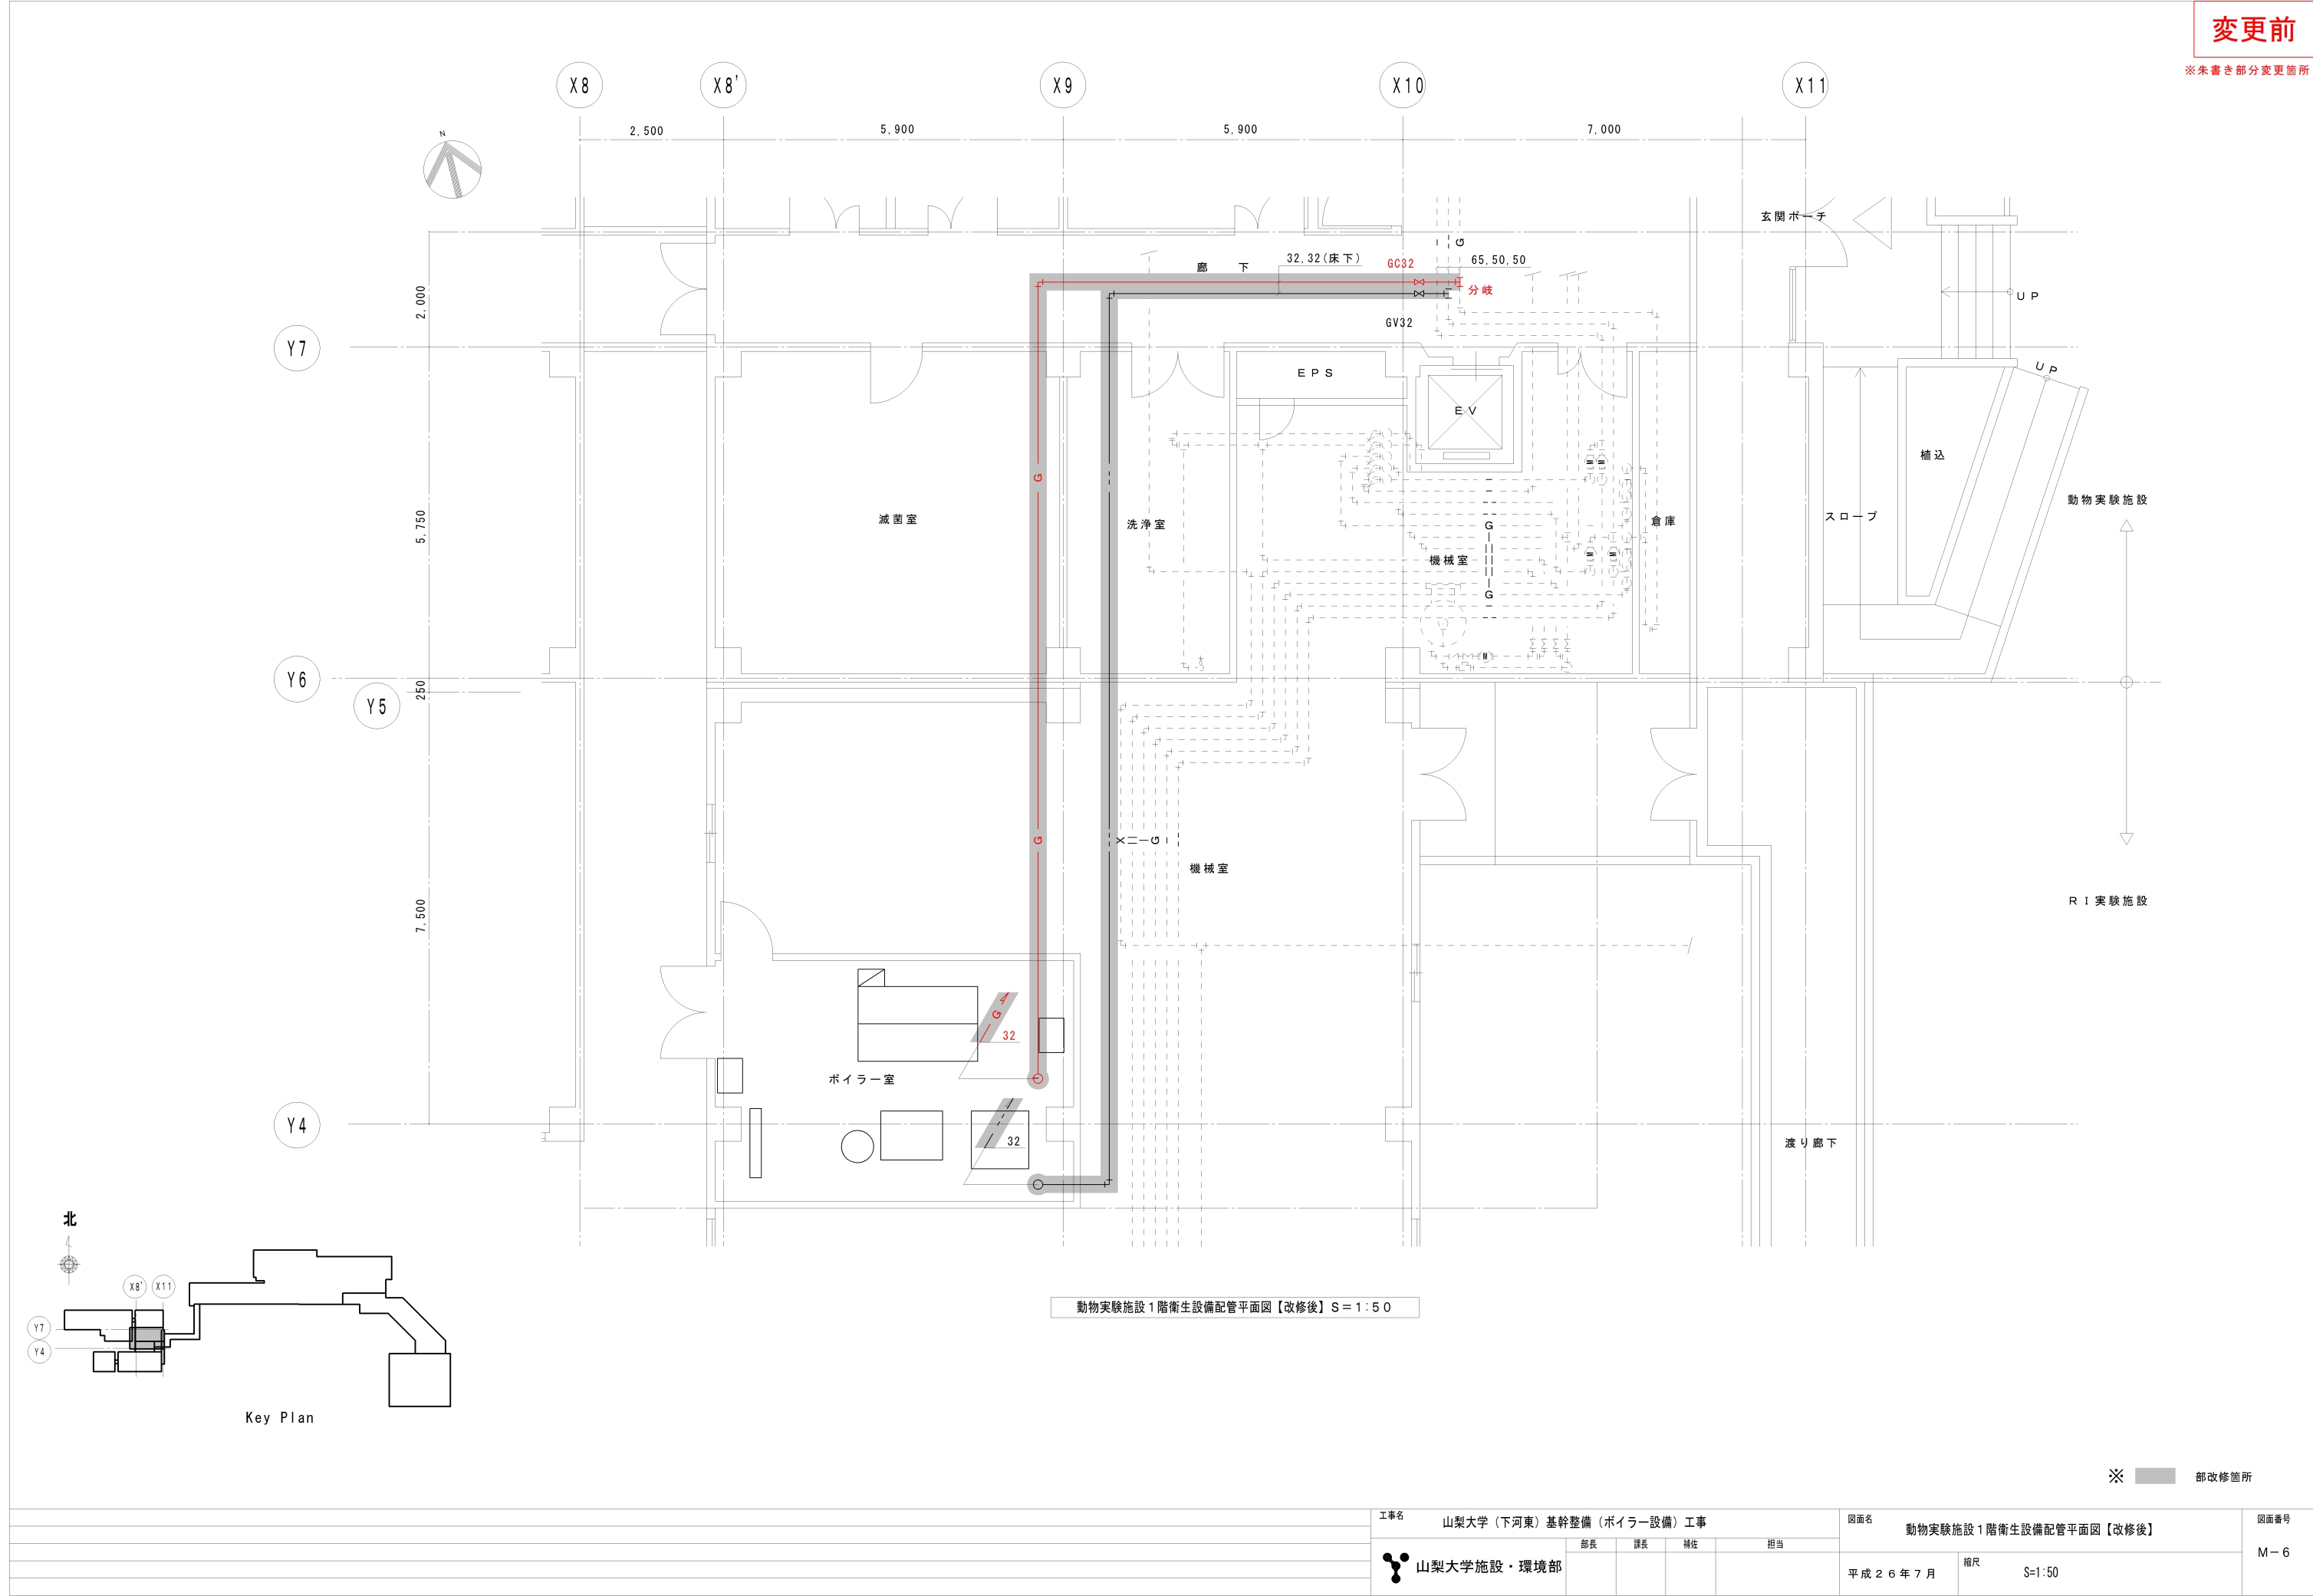 変更前
※朱書き部分変更箇所
X8
X8'
X9
X10
X11
2,500
5,900
5,900
7,000
N
玄関ポーチ
G
32,32(床下)
GC32
65,50,50
廊 下
分岐
UP
2,000
GV32
Y7
EPS
UP
EV
植込
M
M
G
動物実験施設
滅菌室
洗浄室
G
倉庫
スロープ
5,750
機械室
M
M
G
M
Y6
250
Y5
G
X
G
機械室
RI実験施設
7,500
G
32
ボイラー室
Y4
32
渡り廊下
北
X8'
X11
Y7
Y4
Key Plan
動物実験施設1階衛生設備配管平面図【改修後】S=1:50
※ 部改修箇所
工事名
山梨大学(下河東)基幹整備(ボイラー設備)工事
図面名
動物実験施設1階衛生設備配管平面図【改修後】
図面番号
M-6
山梨大学施設・環境部
部長
課長
補佐
担当
平成26年7月
縮尺
S=1:50